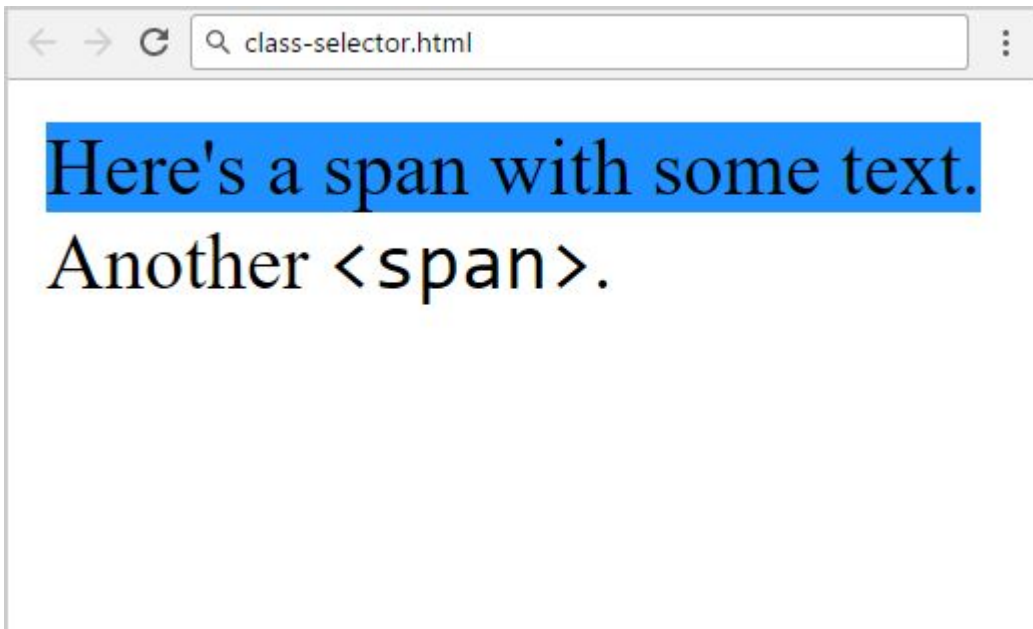 class-selector.html
Here's a span with some text.
Another <span>.